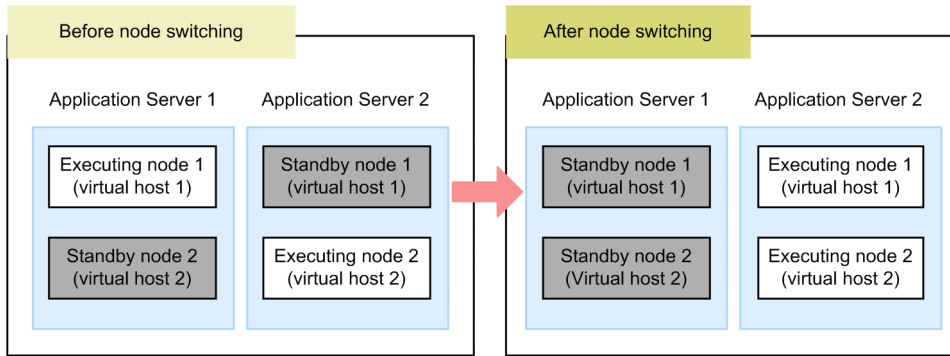 Before node switching
Application Server 1
Application Server 2
Executing node 1
(virtual host 1)
Standby node 1
(virtual host 1)
Standby node 2
(virtual host 2)
Executing node 2
(virtual host 2)
After node switching
Application Server 1
Application Server 2
Standby node 1
(virtual host 1)
Executing node 1
(virtual host 1)
Standby node 2
(Virtual host 2)
Executing node 2
(virtual host 2)